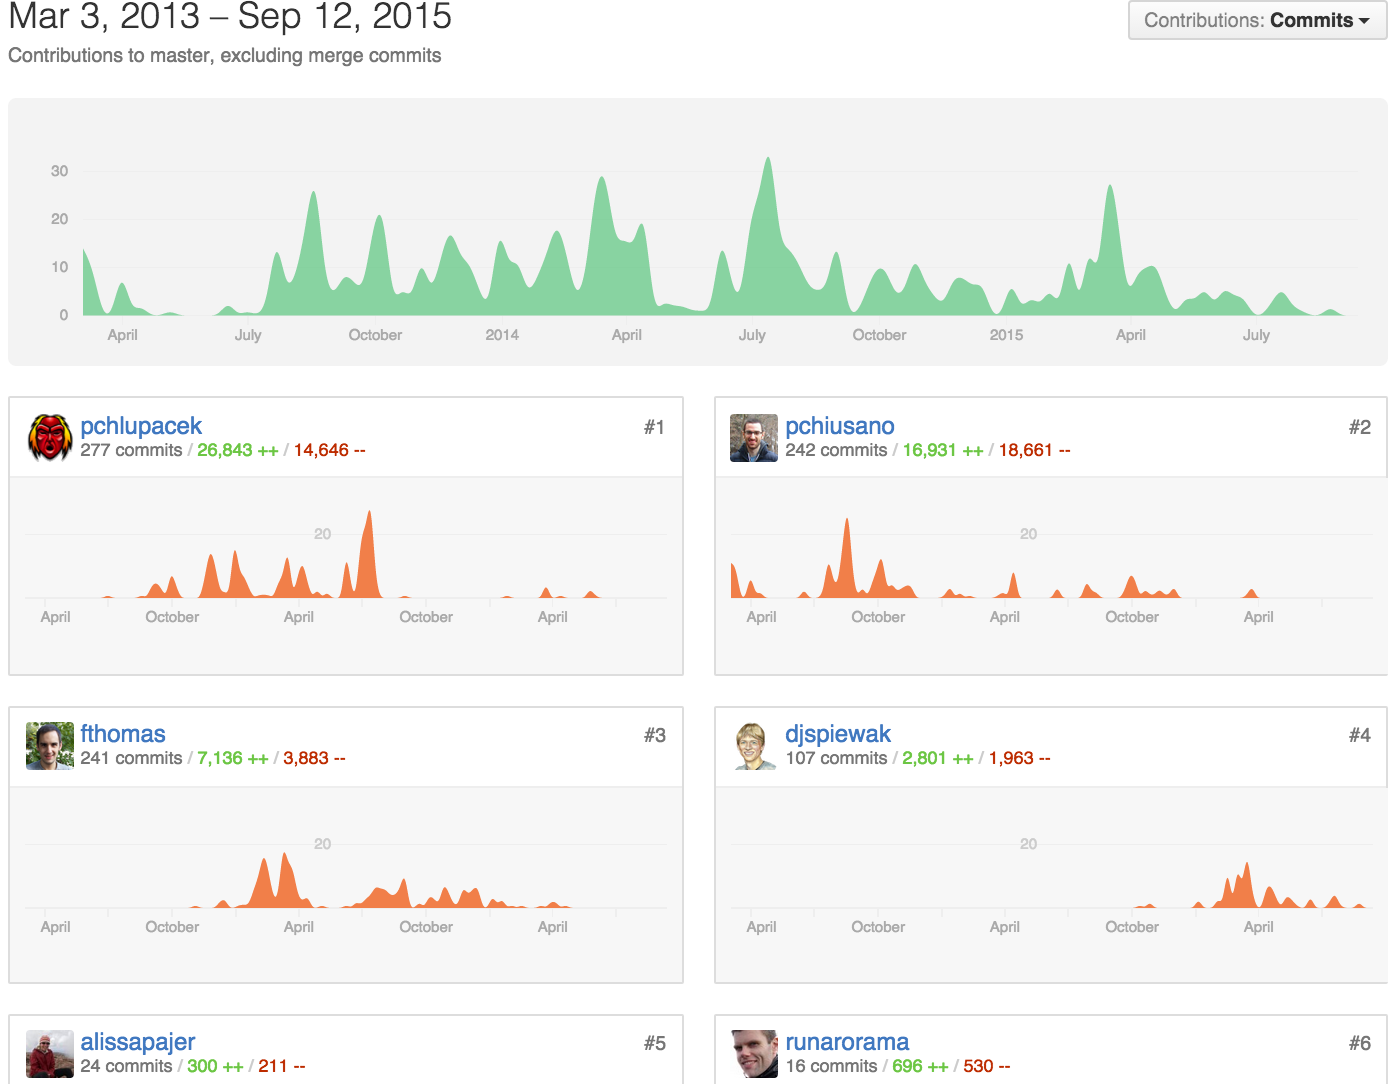 Mar 3, 2013 – Sep 12, 2015
Contributions: Commits
Contributions to master, excluding merge commits
30
20
10
0
April July October 2014 April July October 2015 April July
pchlupacek #1
277 commits / 26,843 ++ / 14,646 --
20
April October April October April
pchiusano #2
242 commits / 16,931 ++ / 18,661 --
20
April October April October April
fthomas #3
241 commits / 7,136 ++ / 3,883 --
20
April October April October April
djspiewak #4
107 commits / 2,801 ++ / 1,963 --
20
April October April October April
alissapajer #5
24 commits / 300 ++ / 211 --
runarorama #6
16 commits / 696 ++ / 530 --